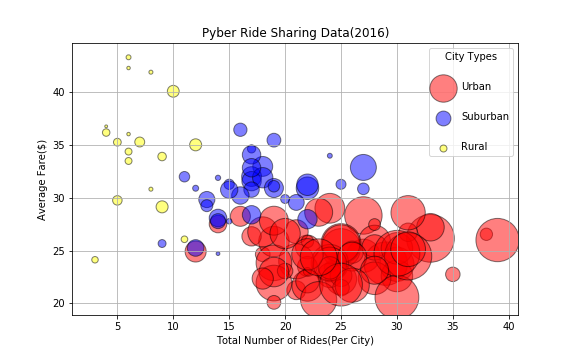 Pyber Ride Sharing Data(2016)
City Types
Urban
Suburban
Rural
Average Fare($)
40
35
30
25
20
5
10
15
20
25
30
35
40
Total Number of Rides(Per City)